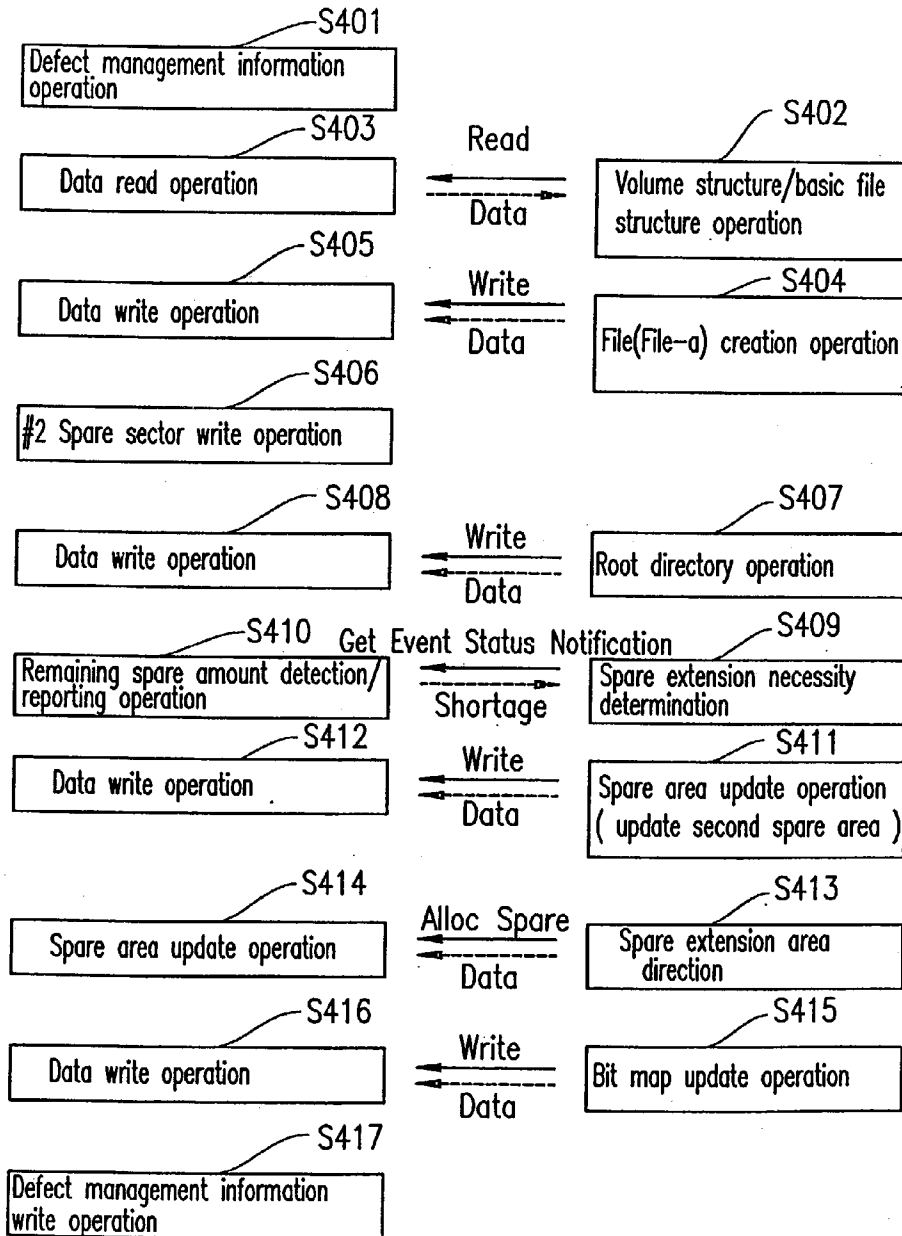 S401
Defect management information
operation
S403
Data read operation
Read
Data
S402
Volume structure/basic file
structure operation
S405
Data write operation
Write
Data
S404
File(File-a) creation operation
S406
#2 Spare sector write operation
S408
Data write operation
Write
Data
S407
Root directory operation
S410
Remaining spare amount detection/
reporting operation
Get Event Status Notification
Shortage
S409
Spare extension necessity
determination
S412
Data write operation
Write
Data
S411
Spare area update operation
( update second spare area )
S414
Spare area update operation
Alloc Spare
Data
S413
Spare extension area
direction
S416
Data write operation
Write
Data
S415
Bit map update operation
S417
Defect management information
write operation